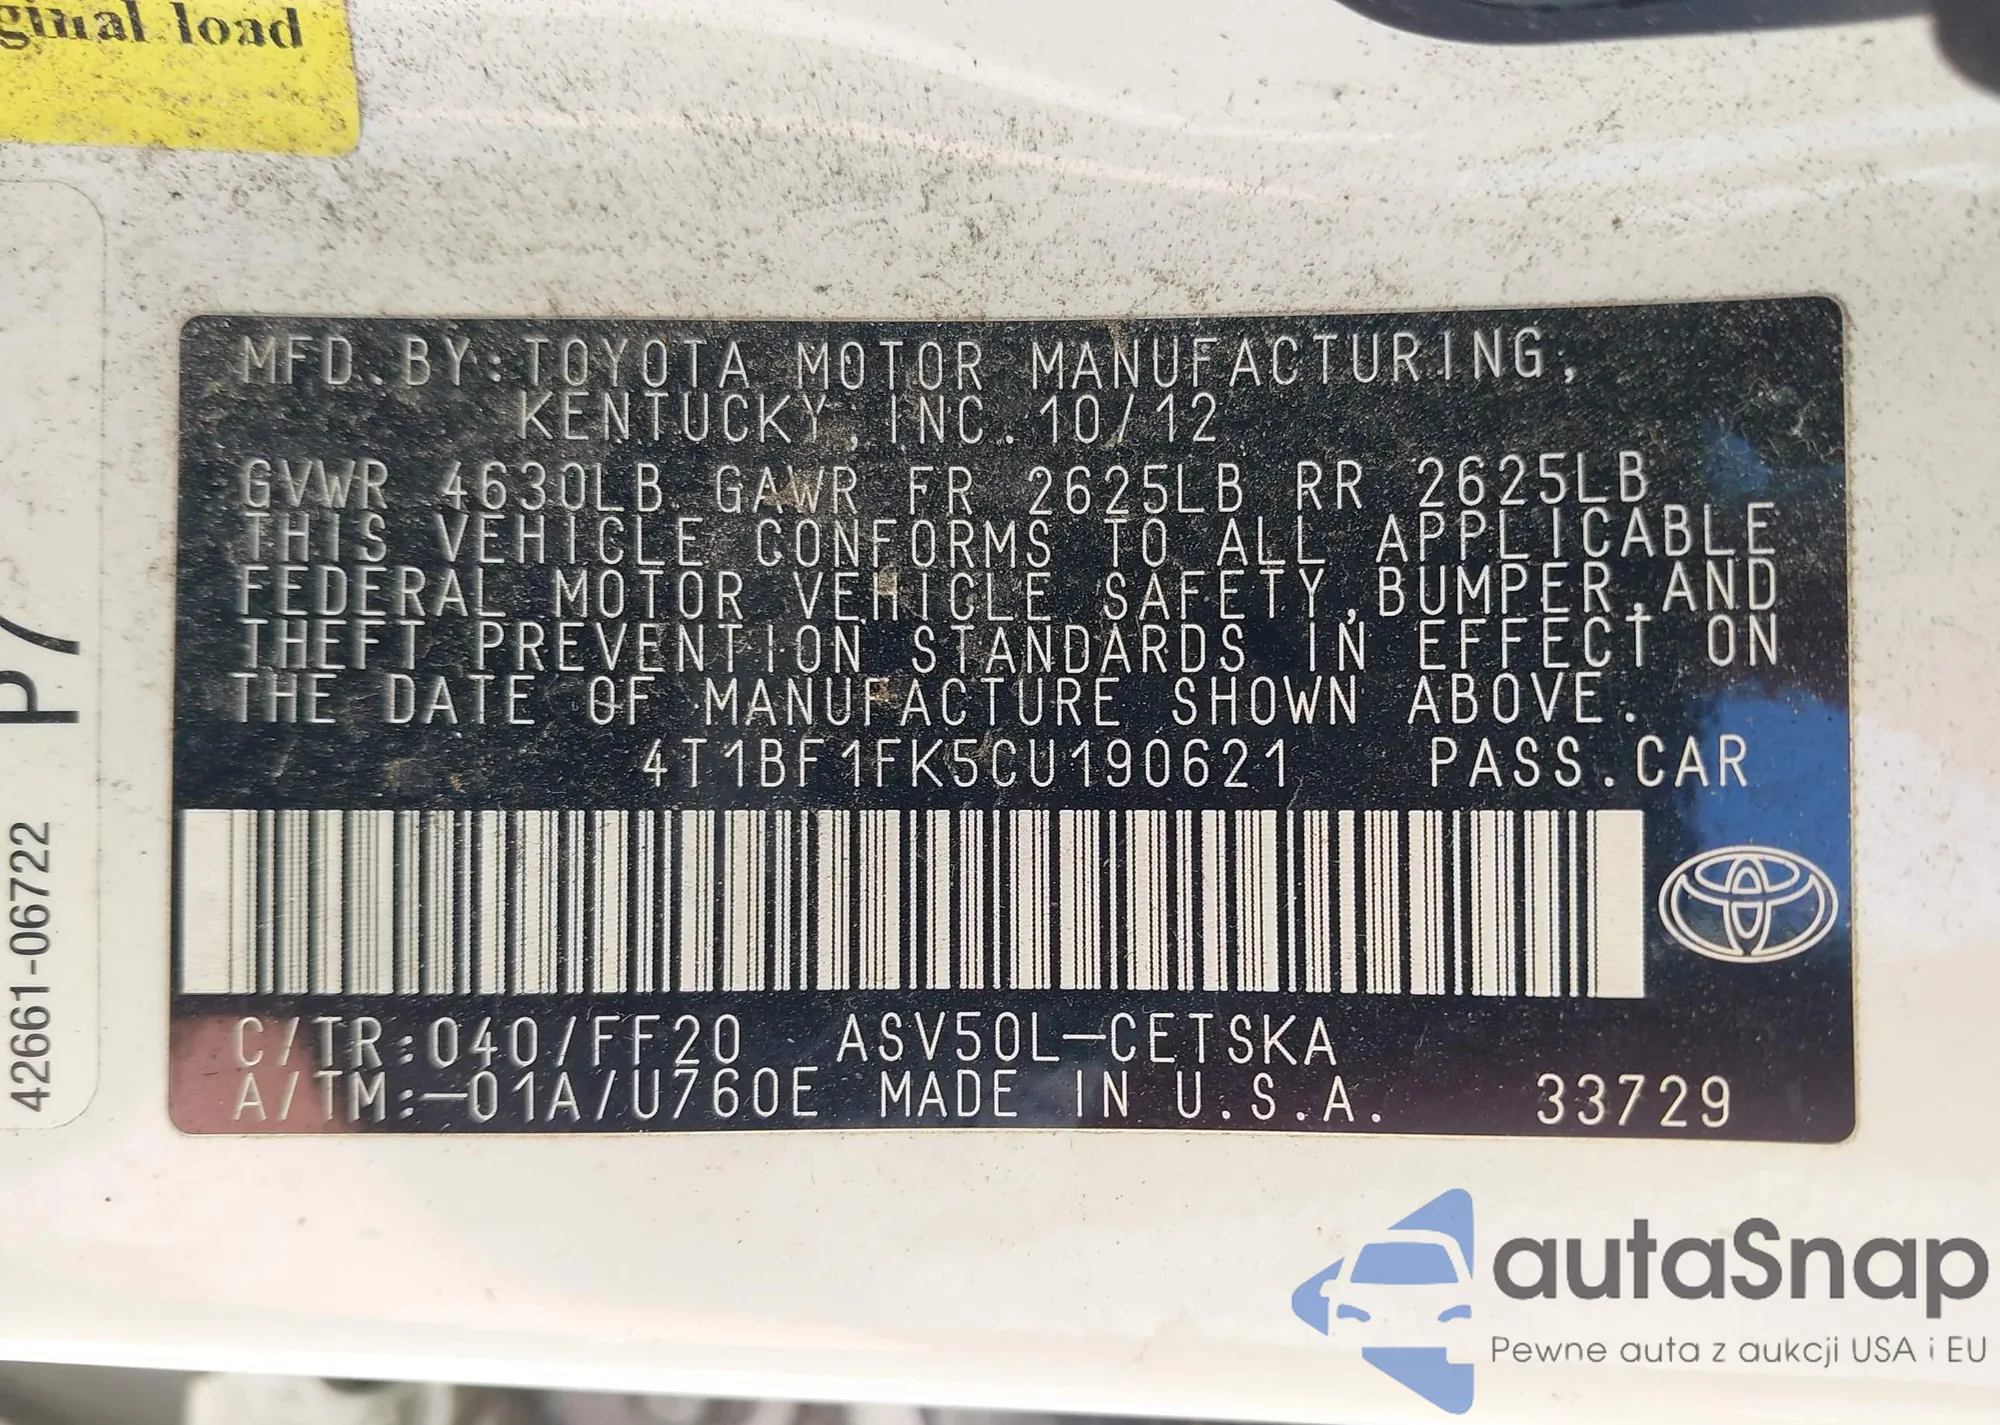 ginal load
MFD.BY:TOYOTA MOTOR MANUFACTURING,
KENTUCKY, INC. 10/12
GVWR 4630LB GAWR FR 2625LB RR 2625LB
THIS VEHICLE CONFORMS TO ALL APPLICABLE
FEDERAL MOTOR VEHICLE SAFETY,BUMPER,AND
THEFT PREVENTION STANDARDS IN EFFECT ON
THE DATE OF MANUFACTURE SHOWN ABOVE.
4T1BF1FK5CU190621 PASS.CAR
C/TR:040/FF20 ASV50L-CETSKA
A/TM:-01A/U760E MADE IN U.S.A. 33729
P7
42661-06722
autaSnap
Pewne auta z aukcji USA i EU